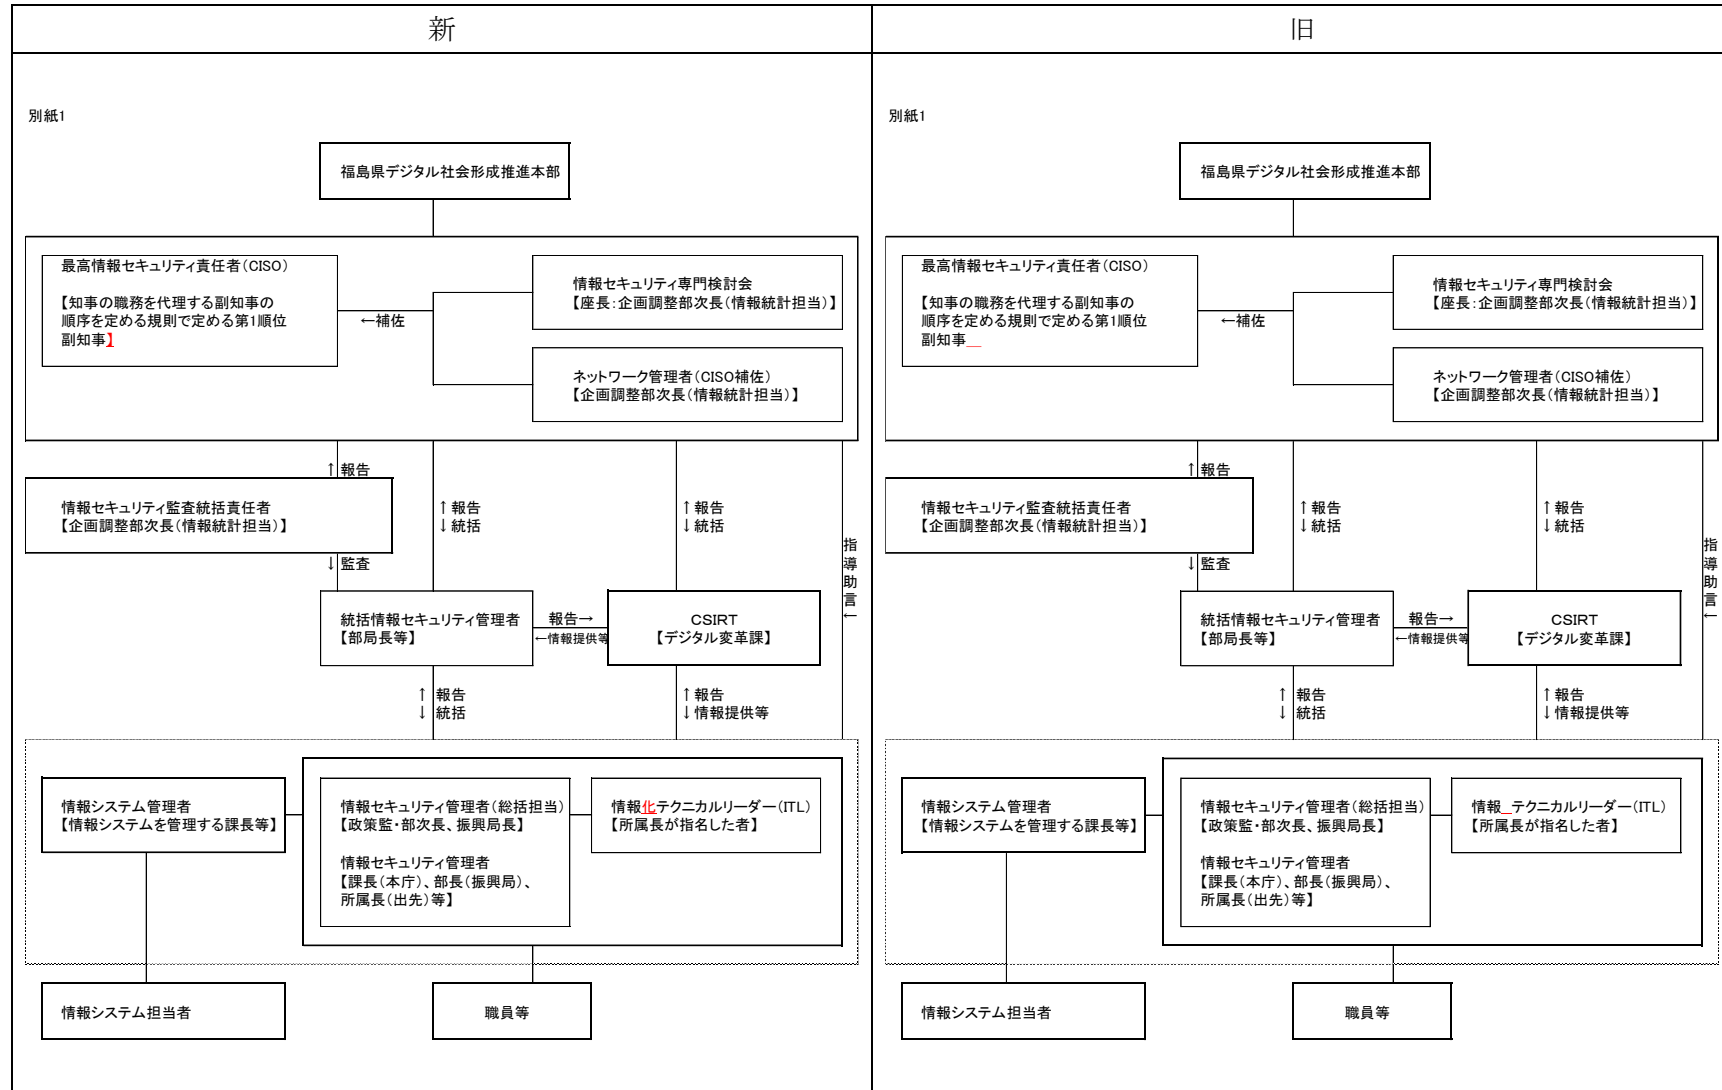 新
別紙1
福島県デジタル社会形成推進本部
最高情報セキュリティ責任者(CISO)
【知事の職務を代理する副知事の
順序を定める規則で定める第1順位
副知事】
←補佐
情報セキュリティ専門検討会
【座長:企画調整部次長(情報統計担当)】
ネットワーク管理者(CISO補佐)
【企画調整部次長(情報統計担当)】
↑報告
情報セキュリティ監査統括責任者
【企画調整部次長(情報統計担当)】
↓監査
↑報告
↓統括
↑報告
↓統括
指導助言←
統括情報セキュリティ管理者
【部局長等】
報告→
←情報提供等
CSIRT
【デジタル変革課】
↑ 報告
↓ 統括
↑報告
↓情報提供等
情報システム管理者
【情報システムを管理する課長等】
情報セキュリティ管理者(総括担当)
【政策監・部次長、振興局長】
情報セキュリティ管理者
【課長(本庁)、部長(振興局)、
所属長(出先)等】
情報化テクニカルリーダー(ITL)
【所属長が指名した者】
情報システム担当者
職員等
旧
別紙1
福島県デジタル社会形成推進本部
最高情報セキュリティ責任者(CISO)
【知事の職務を代理する副知事の
順序を定める規則で定める第1順位
副知事＿
←補佐
情報セキュリティ専門検討会
【座長:企画調整部次長(情報統計担当)】
ネットワーク管理者(CISO補佐)
【企画調整部次長(情報統計担当)】
↑報告
情報セキュリティ監査統括責任者
【企画調整部次長(情報統計担当)】
↓監査
↑報告
↓統括
↑報告
↓統括
指導助言←
統括情報セキュリティ管理者
【部局長等】
報告→
←情報提供等
CSIRT
【デジタル変革課】
↑ 報告
↓ 統括
↑報告
↓情報提供等
情報システム管理者
【情報システムを管理する課長等】
情報セキュリティ管理者(総括担当)
【政策監・部次長、振興局長】
情報セキュリティ管理者
【課長(本庁)、部長(振興局)、
所属長(出先)等】
情報＿テクニカルリーダー(ITL)
【所属長が指名した者】
情報システム担当者
職員等